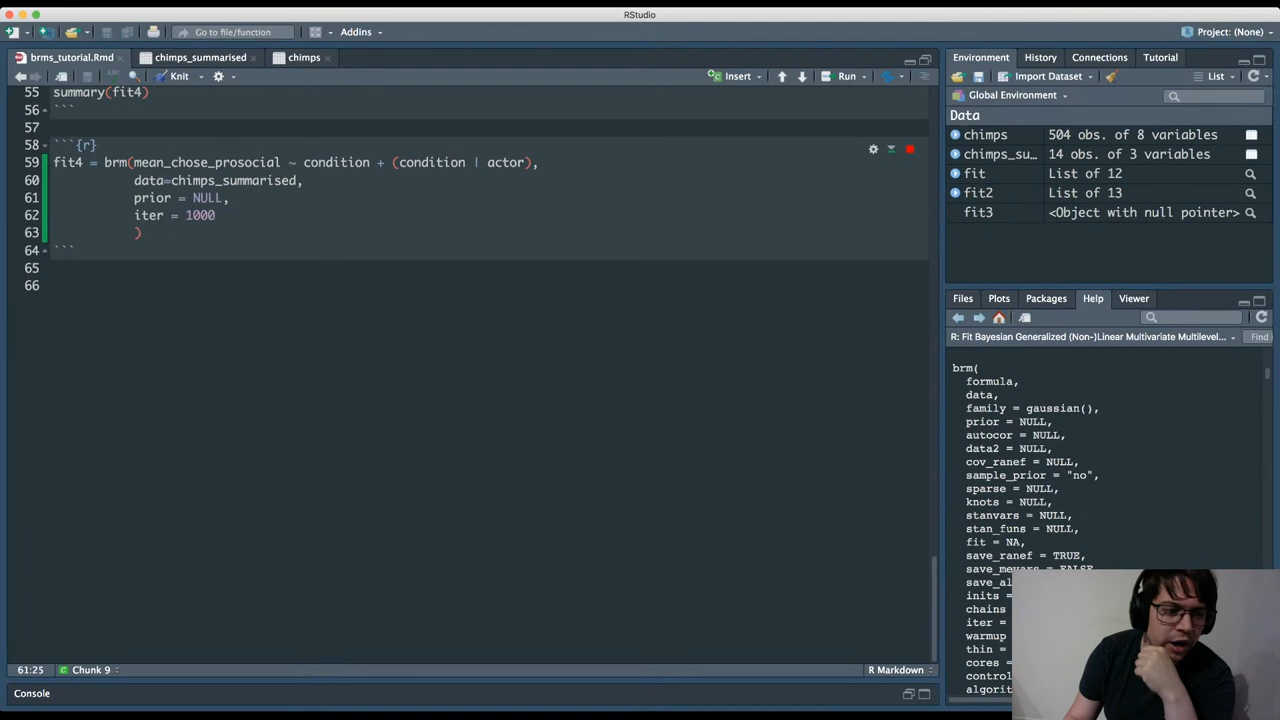 RStudio
Go to file/function
Addins
Project: (None)
brms_tutorial.Rmd
chimps_summarised
chimps
Knit
Insert
Run
55 summary(fit4)
56 ```
57
58 ```{r}
59 fit4 = brm(mean_chose_prosocial ~ condition + (condition | actor),
60 data=chimps_summarised,
61 prior = NULL,
62 iter = 1000
63 )
64 ```
65
66
61:25
Chunk 9
R Markdown
Console
Environment
History
Connections
Tutorial
Import Dataset
List
Global Environment
Data
chimps 504 obs. of 8 variables
chimps_su… 14 obs. of 3 variables
fit List of 12
fit2 List of 13
fit3 <Object with null pointer>
Files
Plots
Packages
Help
Viewer
R: Fit Bayesian Generalized (Non-)Linear Multivariate Multilevel...
Find
brm(
formula,
data,
family = gaussian(),
prior = NULL,
autocor = NULL,
data2 = NULL,
cov_ranef = NULL,
sample_prior = "no",
sparse = NULL,
knots = NULL,
stanvars = NULL,
stan_funs = NULL,
fit = NA,
save_ranef = TRUE,
save_mevars = FALSE
save_al
inits =
chains
iter =
warmup
thin =
cores =
control
algorit